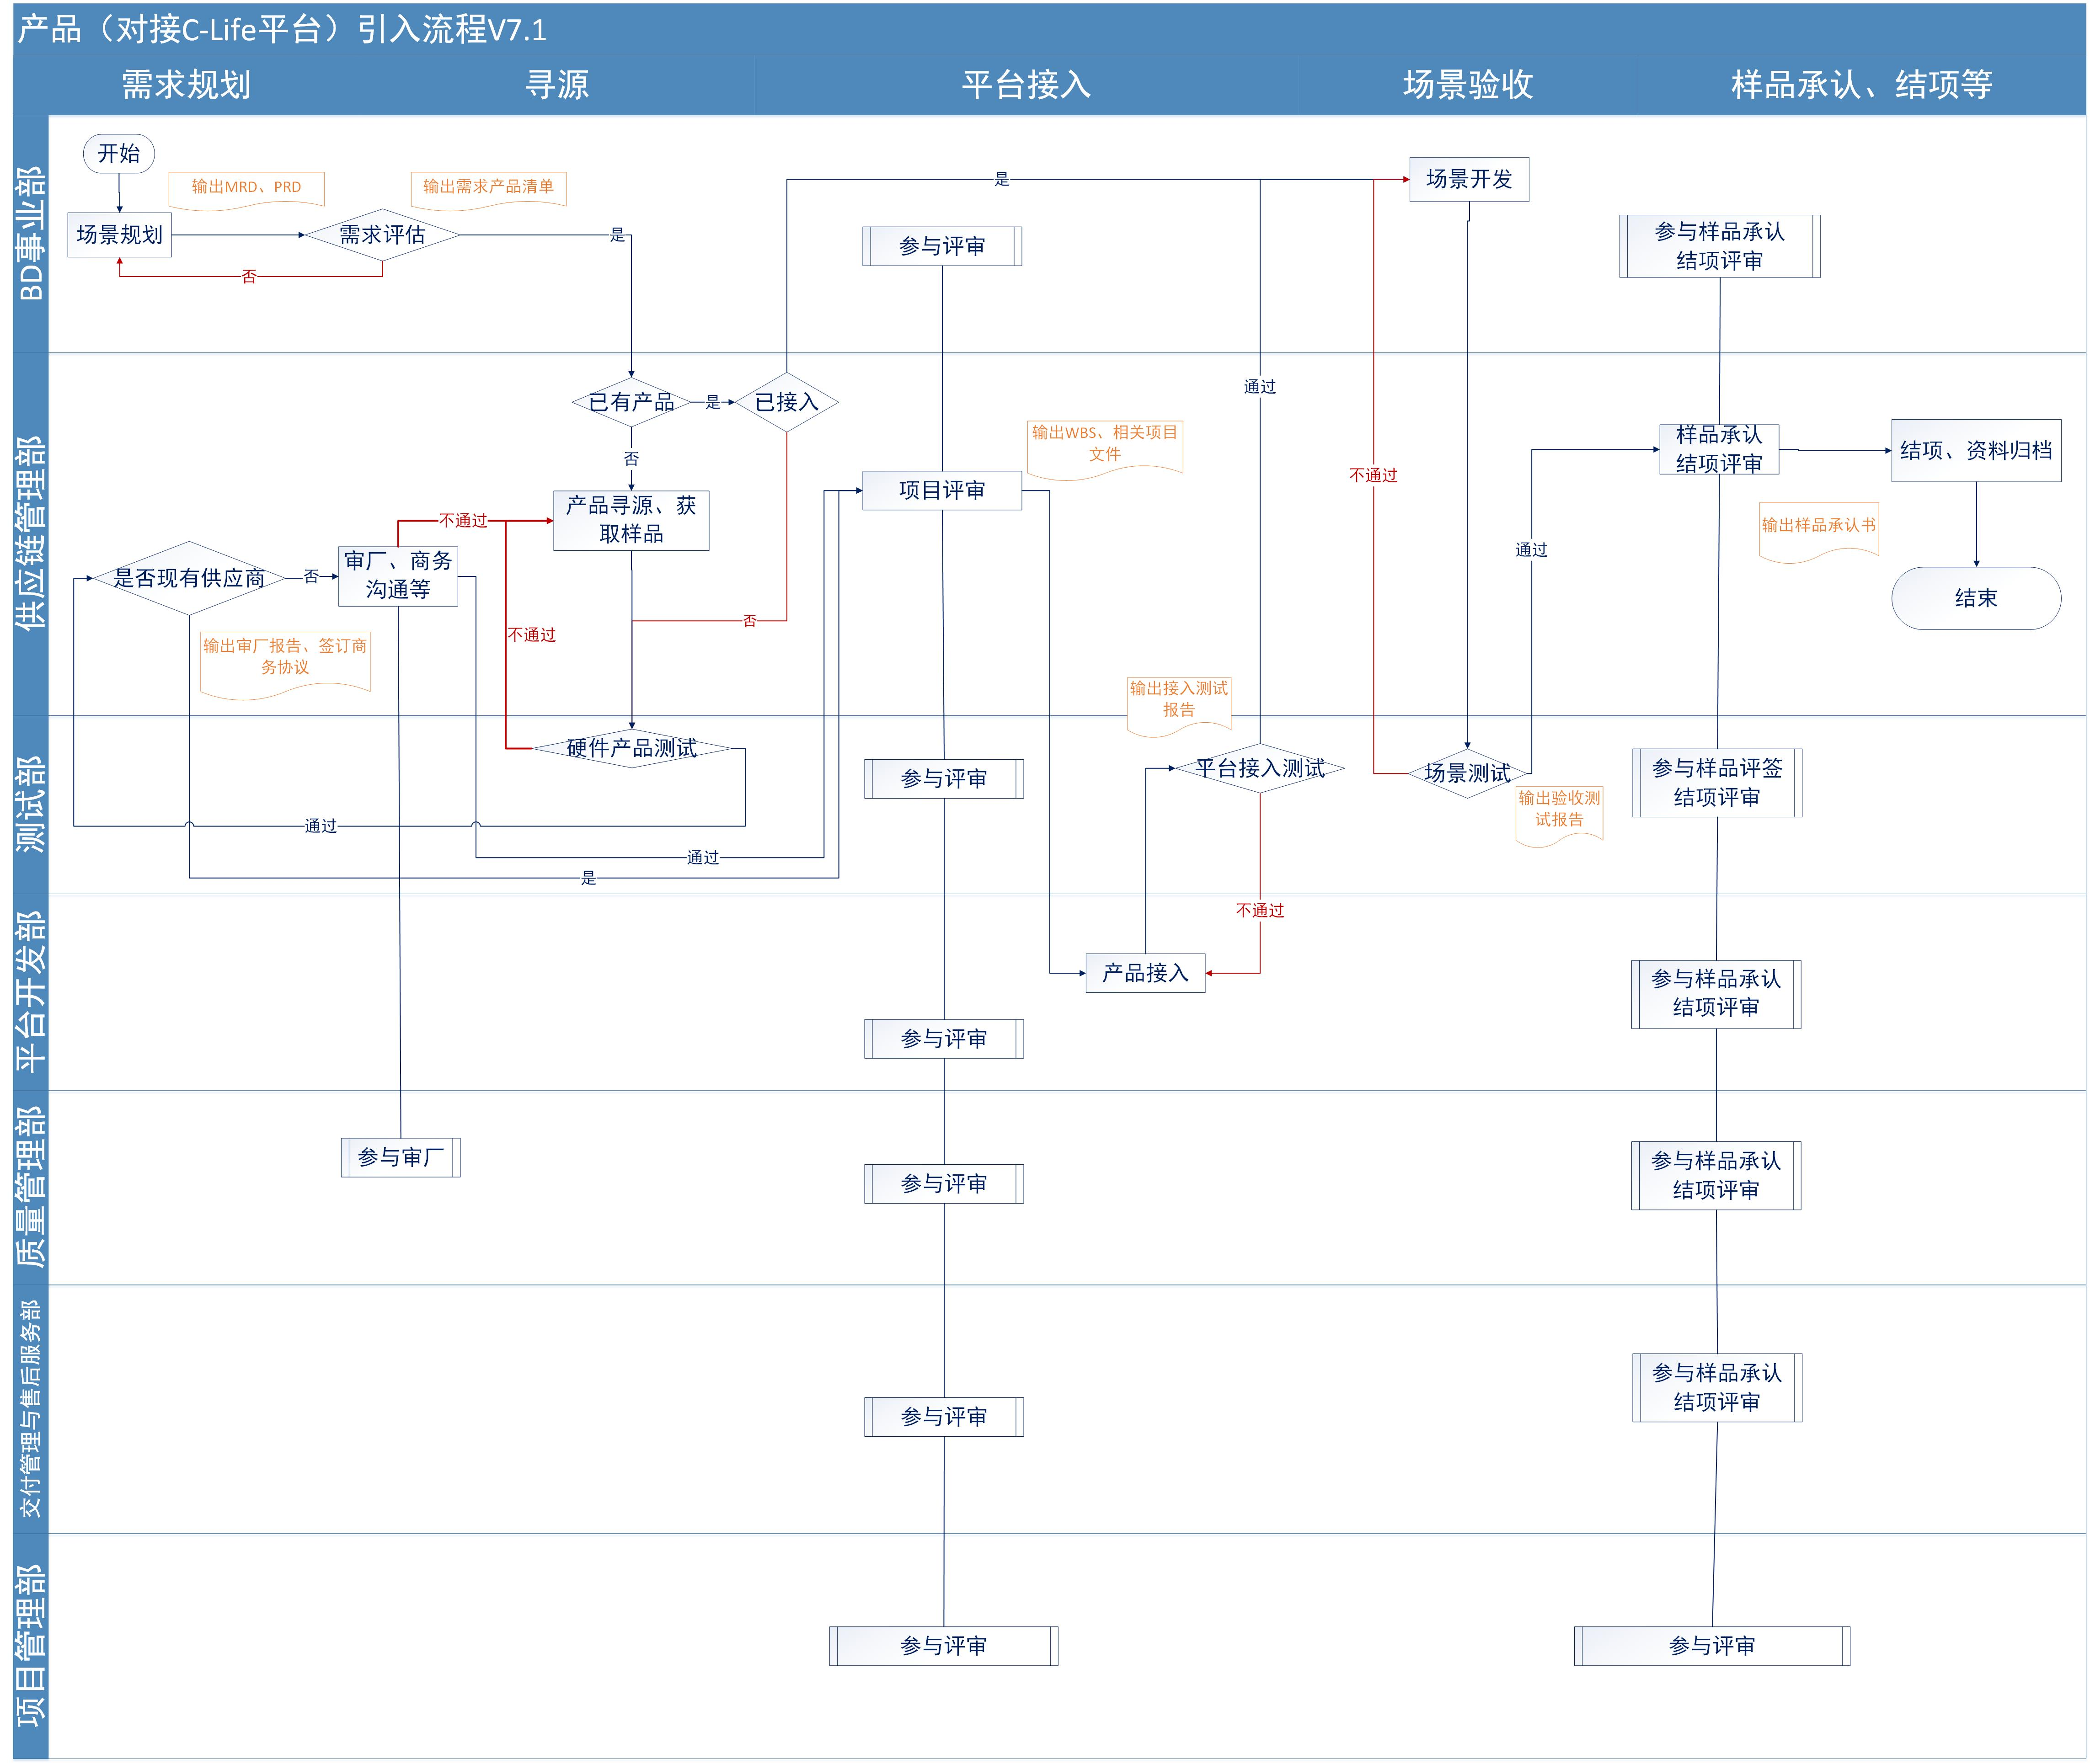 产品（对接C-Life平台）引入流程V7.1
需求规划
寻源
平台接入
场景验收
样品承认、结项等
BD事业部
开始
输出MRD、PRD
输出需求产品清单
场景规划
需求评估
是
否
是
场景开发
参与评审
参与样品承认
结项评审
供应链管理部
已有产品
是
已接入
否
通过
输出WBS、相关项目
文件
不通过
样品承认
结项评审
结项、资料归档
项目评审
产品寻源、获
取样品
不通过
输出样品承认书
是否现有供应商
否
审厂、商务
沟通等
通过
结束
不通过
否
输出审厂报告、签订商
务协议
输出接入测试
报告
测试部
硬件产品测试
参与评审
平台接入测试
场景测试
参与样品评签
结项评审
输出验收测
试报告
通过
通过
是
平台开发部
不通过
产品接入
参与样品承认
结项评审
参与评审
质量管理部
参与审厂
参与评审
参与样品承认
结项评审
交付管理与售后服务部
参与评审
参与样品承认
结项评审
项目管理部
参与评审
参与评审